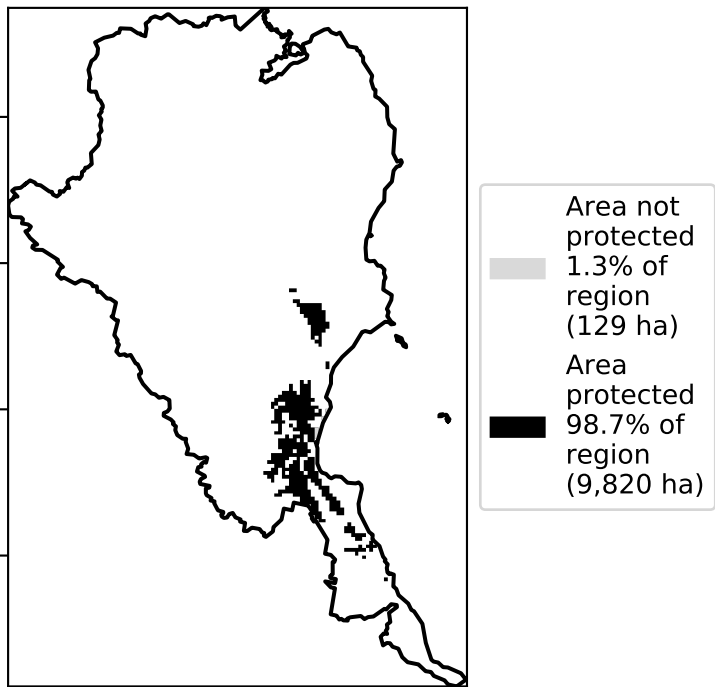 Area not
protected
1.3% of
region
(129 ha)
Area
protected
98.7% of
region
(9,820 ha)